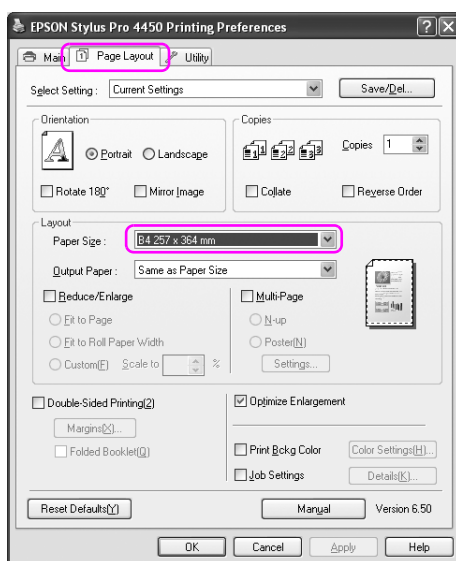 EPSON Stylus Pro 4450 Printing Preferences
Main Page Layout Utility
Select Setting : Current Settings Save/Del...
Orientation
Portrait Landscape
Rotate 180° Mirror Image
Copies
Copies 1
Collate Reverse Order
Layout
Paper Size : B4 257 x 364 mm
Output Paper : Same as Paper Size
Reduce/Enlarge
Fit to Page
Fit to Roll Paper Width
Custom(F) Scale to %
Multi-Page
N-up
Poster(N)
Settings...
Double-Sided Printing(2)
Margins(X)...
Folded Booklet(Q)
Optimize Enlargement
Print Bckg Color Color Settings(H)...
Job Settings Details(K)...
Reset Defaults(Y) Manual Version 6.50
OK Cancel Apply Help